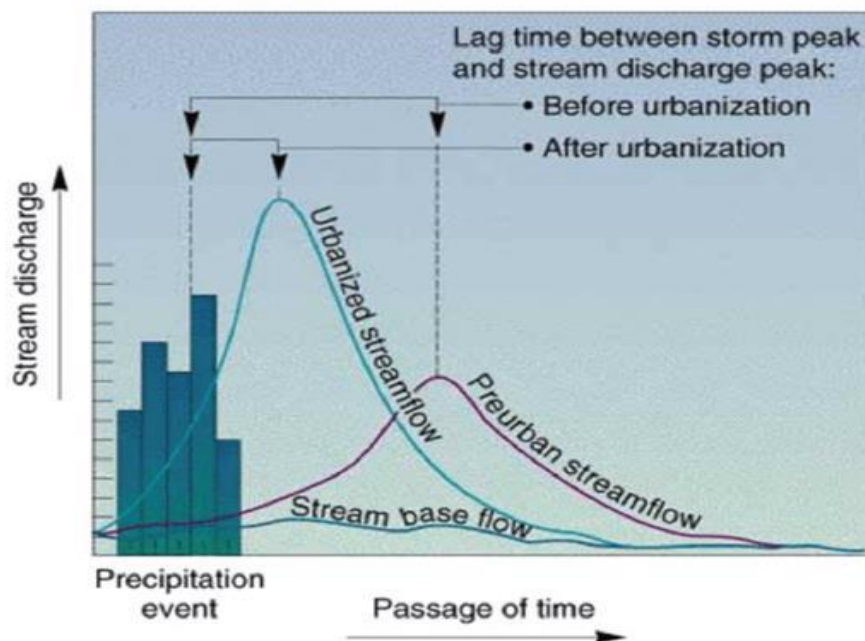 Lag time between storm peak
and stream discharge peak:
• Before urbanization
• After urbanization
Stream discharge
Urbanized streamflow
Preurban streamflow
Stream base flow
Precipitation
event
Passage of time